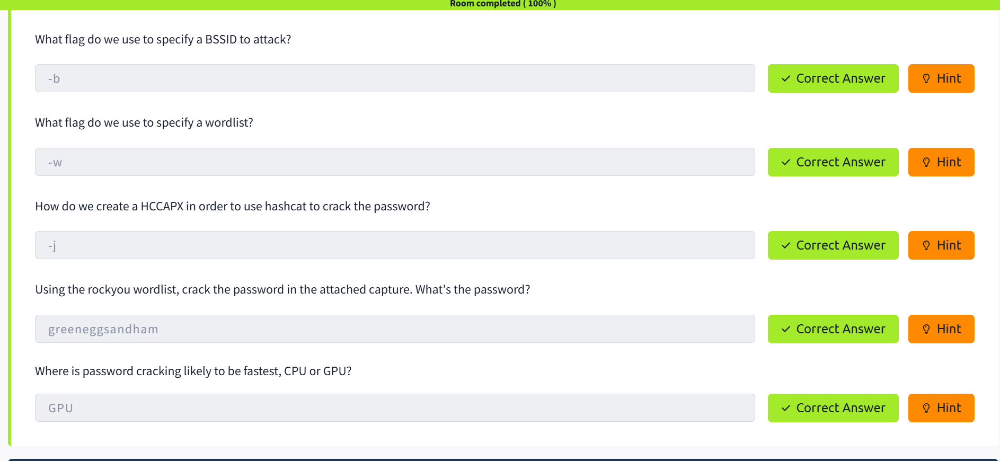 Room completed ( 100% )
What flag do we use to specify a BSSID to attack?
-b
Correct Answer
Hint
What flag do we use to specify a wordlist?
-w
Correct Answer
Hint
How do we create a HCCAPX in order to use hashcat to crack the password?
-j
Correct Answer
Hint
Using the rockyou wordlist, crack the password in the attached capture. What's the password?
greeneggsandham
Correct Answer
Hint
Where is password cracking likely to be fastest, CPU or GPU?
GPU
Correct Answer
Hint